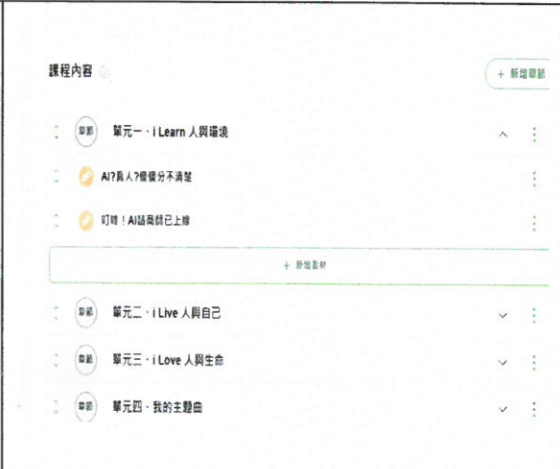 課程內容
+ 新增章節
章節 單元一 · i Learn 人與環境
AI?真人?傻傻分不清楚
叮咚！AI諮商師已上線
+ 新增素材
章節 單元二 · i Live 人與自己
章節 單元三 · i Love 人與生命
章節 單元四 · 我的主題曲